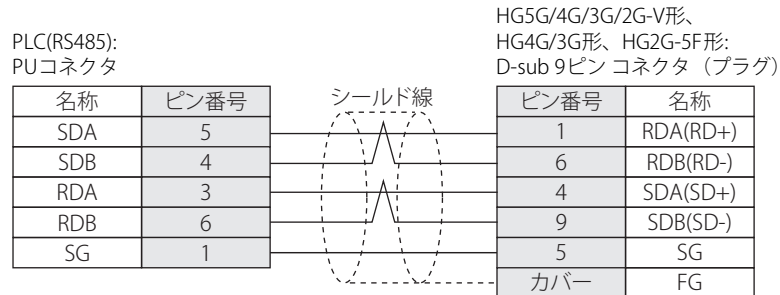 HG5G/4G/3G/2G-V形、
PLC(RS485):
HG4G/3G形、HG2G-5F形:
PUコネクタ
D-sub 9ピン コネクタ（プラグ）
名称 ピン番号 シールド線 ピン番号 名称
SDA 5 1 RDA(RD+)
SDB 4 6 RDB(RD-)
RDA 3 4 SDA(SD+)
RDB 6 9 SDB(SD-)
SG 1 5 SG
カバー FG